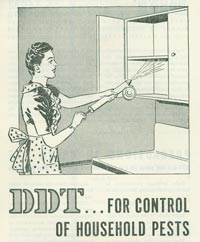 DDT...FOR CONTROL
OF HOUSEHOLD PESTS